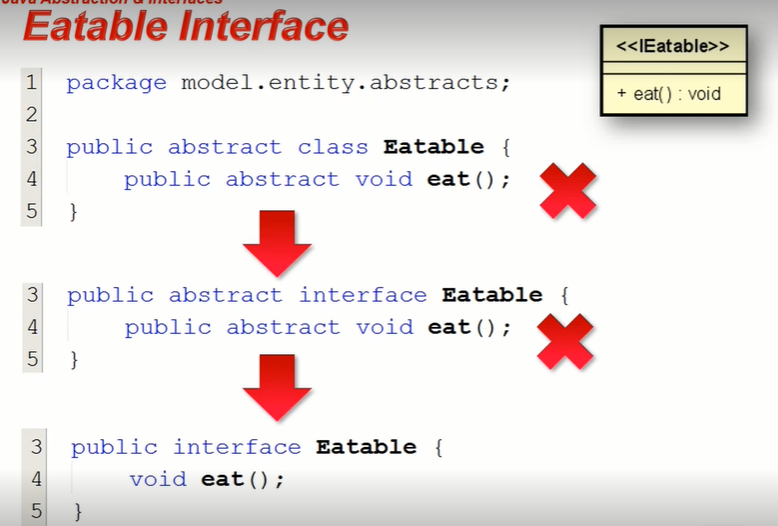 Java Abstraction & Interfaces
Eatable Interface
<<IEatable>>
+ eat() : void
1 package model.entity.abstracts;
2
3 public abstract class Eatable {
4 public abstract void eat();
5 }
3 public abstract interface Eatable {
4 public abstract void eat();
5 }
3 public interface Eatable {
4 void eat();
5 }